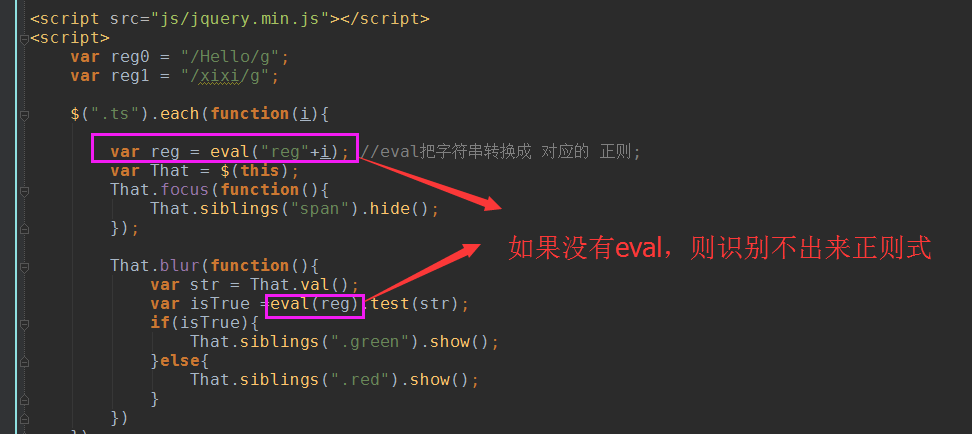 <script src="js/jquery.min.js"></script>
<script>
var reg0 = "/Hello/g";
var reg1 = "/xixi/g";
$(".ts").each(function(i){
var reg = eval("reg"+i); //eval把字符串转换成 对应的 正则;
var That = $(this);
That.focus(function(){
That.siblings("span").hide();
});
如果没有eval，则识别不出来正则式
That.blur(function(){
var str = That.val();
var isTrue =eval(reg).test(str);
if(isTrue){
That.siblings(".green").show();
}else{
That.siblings(".red").show();
}
})
})